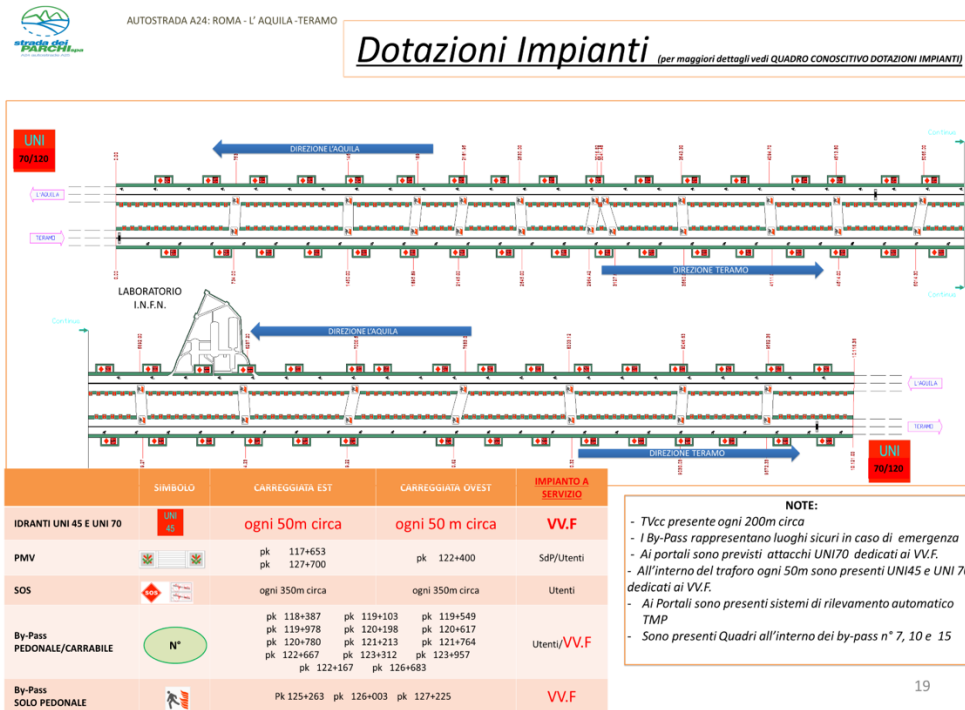 strada dei
PARCHI spa
AUTOSTRADA A24: ROMA - L' AQUILA -TERAMO
Dotazioni Impianti (per maggiori dettagli vedi QUADRO CONOSCITIVO DOTAZIONI IMPIANTI)
UNI
70/120
DIREZIONE L'AQUILA
Continua
L'AQUILA
TERAMO
DIREZIONE TERAMO
Continua
LABORATORIO
I.N.F.N.
Continua
DIREZIONE L'AQUILA
L'AQUILA
TERAMO
DIREZIONE TERAMO
UNI
70/120
SIMBOLO CARREGGIATA EST CARREGGIATA OVEST IMPIANTO A
SERVIZIO
IDRANTI UNI 45 E UNI 70 UNI
45 ogni 50m circa ogni 50 m circa VV.F
PMV pk 117+653
pk 127+700 pk 122+400 SdP/Utenti
SOS SOS ogni 350m circa ogni 350m circa Utenti
By-Pass
PEDONALE/CARRABILE N° pk 118+387 pk 119+103 pk 119+549
pk 119+978 pk 120+198 pk 120+617
pk 120+780 pk 121+213 pk 121+764
pk 122+667 pk 123+312 pk 123+957
pk 122+167 pk 126+683 Utenti/VV.F
By-Pass
SOLO PEDONALE Pk 125+263 pk 126+003 pk 127+225 VV.F
NOTE:
- TVcc presente ogni 200m circa
- I By-Pass rappresentano luoghi sicuri in caso di emergenza
- Ai portali sono previsti attacchi UNI70 dedicati ai VV.F.
- All'interno del traforo ogni 50m sono presenti UNI45 e UNI 70
dedicati ai VV.F.
- Ai Portali sono presenti sistemi di rilevamento automatico
TMP
- Sono presenti Quadri all'interno dei by-pass n° 7, 10 e 15
19